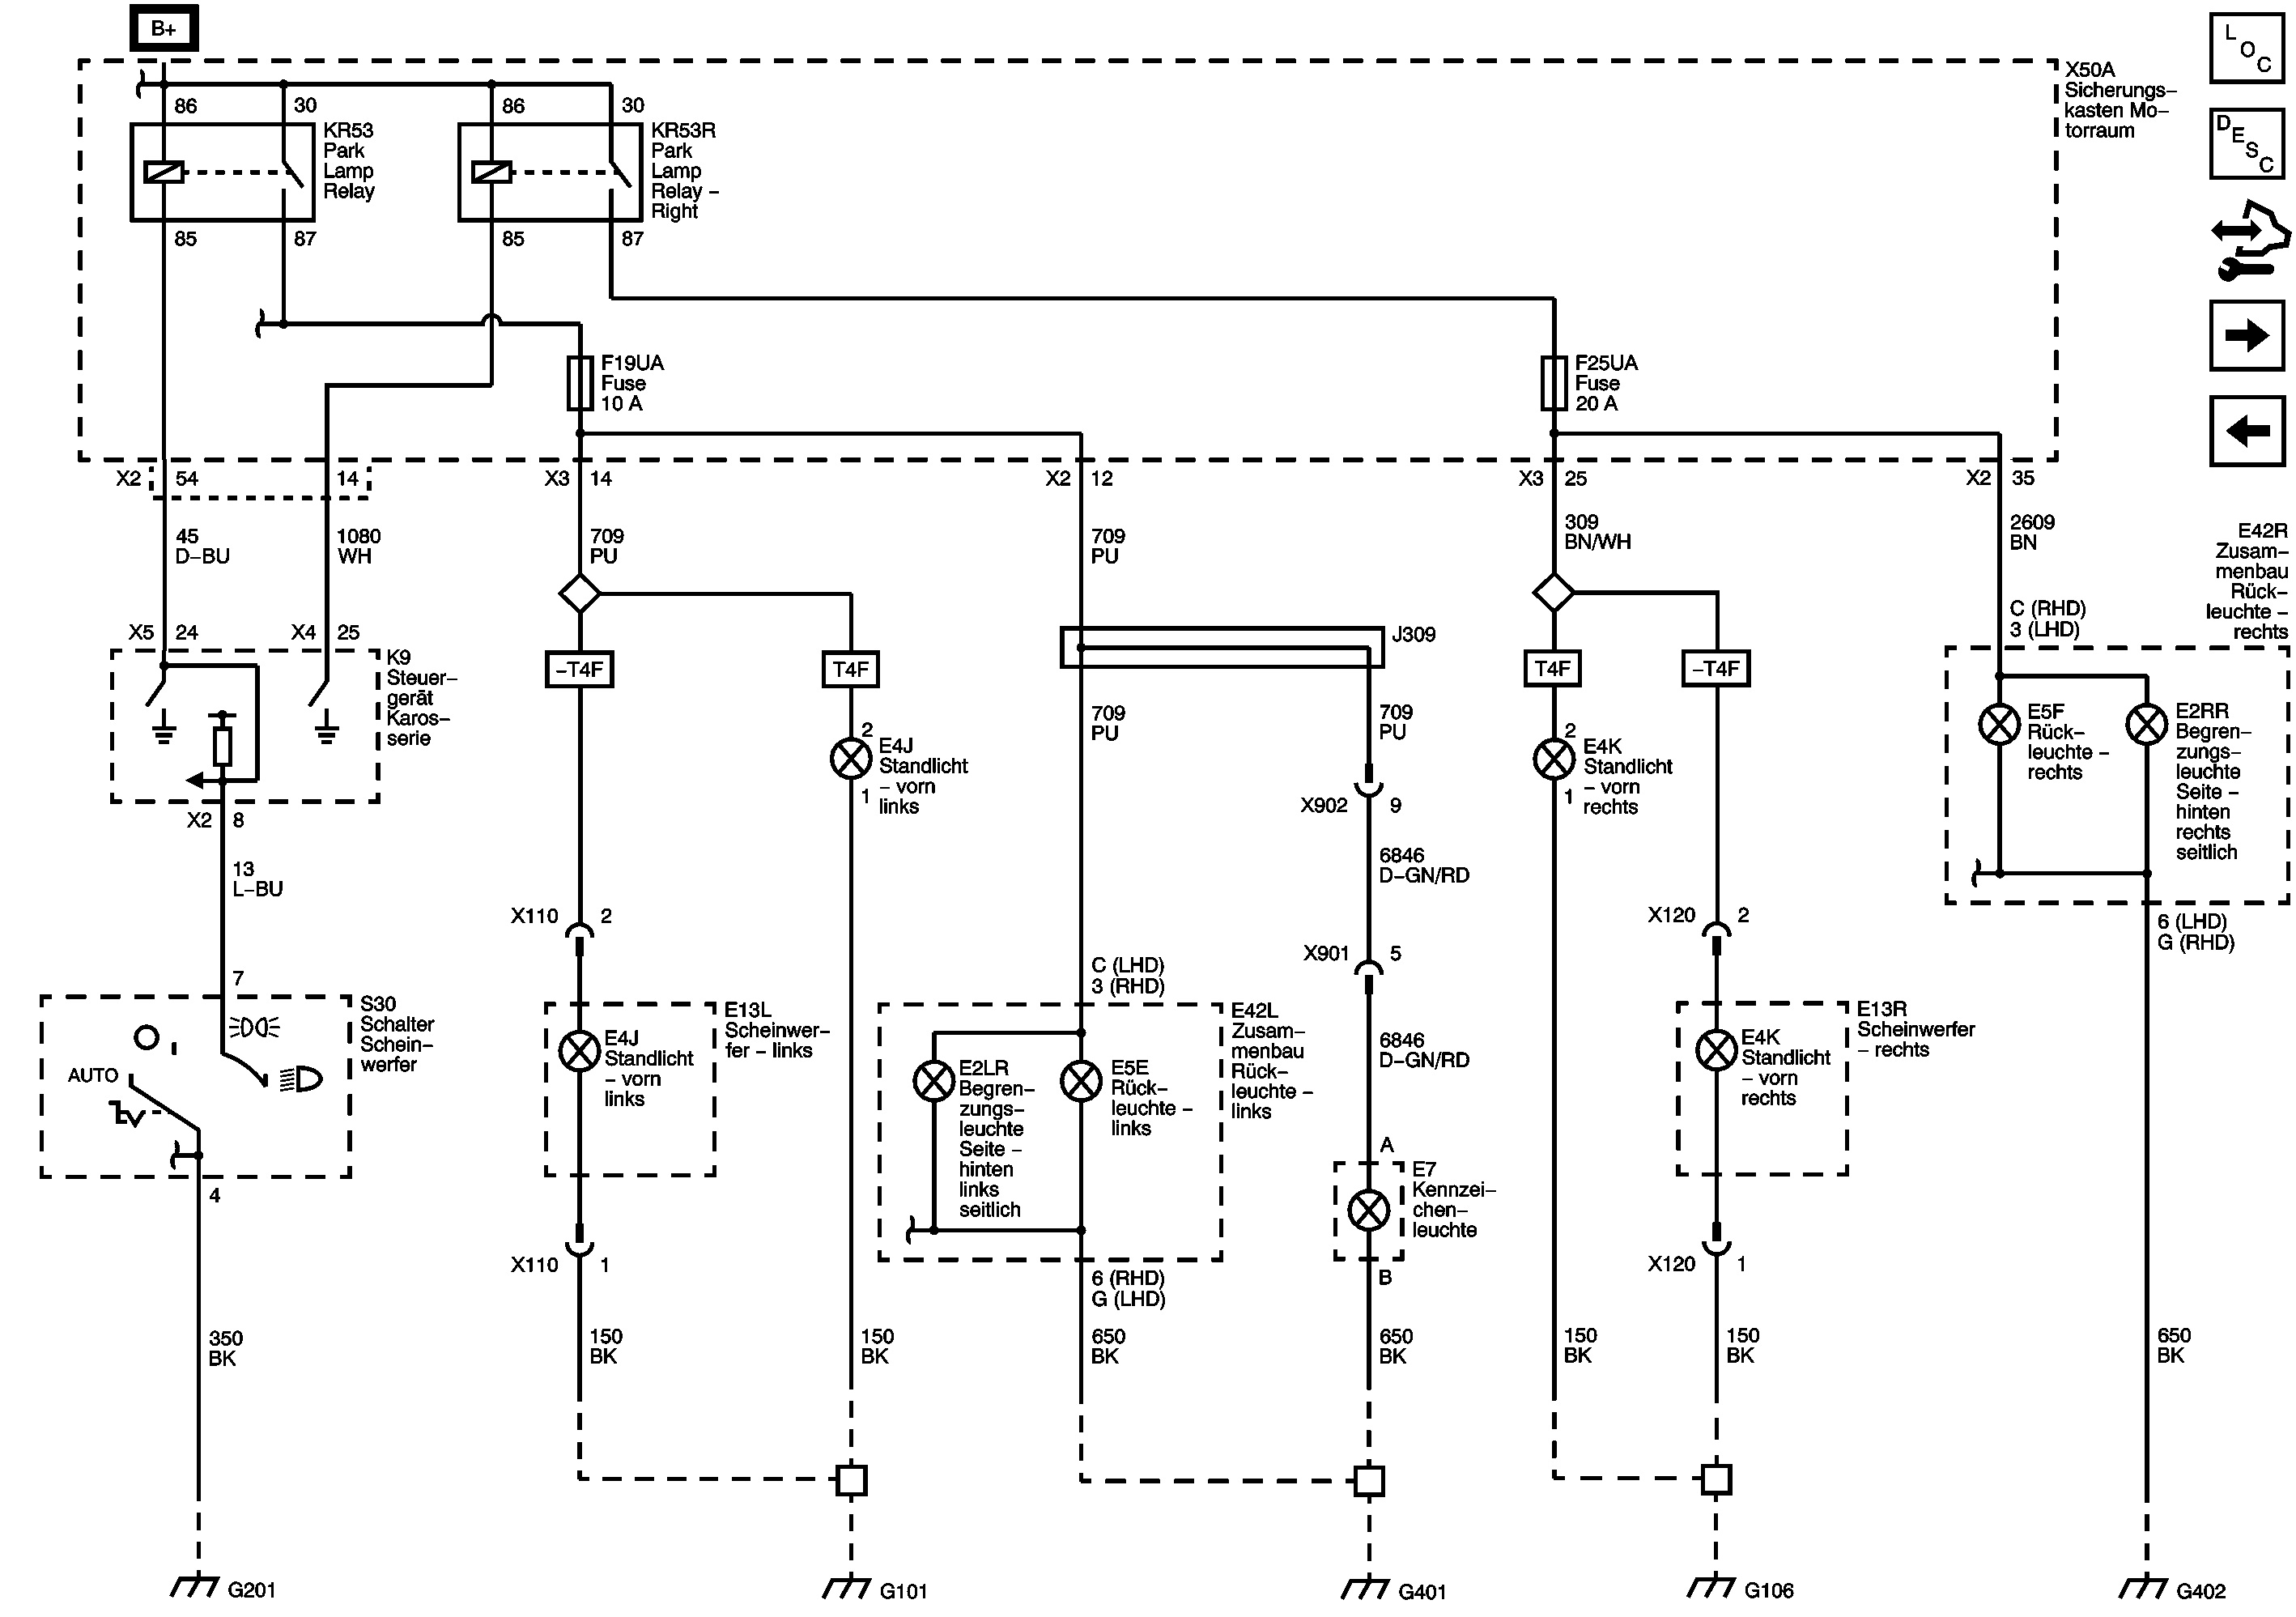 B+
L
O
C
D
E
S
C
X50A
Sicherungs–
kasten Mo–
torraum
86
30
86
30
KR53
Park
Lamp
Relay
KR53R
Park
Lamp
Relay –
Right
85
87
85
87
F19UA
Fuse
10 A
F25UA
Fuse
20 A
X2
54
14
X3
14
X2
12
X3
25
X2
35
45
D–BU
1080
WH
709
PU
709
PU
309
BN/WH
2609
BN
E42R
Zusam–
menbau
Rück–
leuchte –
rechts
C (RHD)
3 (LHD)
X5
24
X4
25
J309
K9
Steuer–
gerät
Karos–
serie
–T4F
T4F
T4F
–T4F
709
PU
709
PU
2
E4J
Standlicht
– vorn
links
1
2
E4K
Standlicht
– vorn
rechts
1
E5F
Rück–
leuchte –
rechts
E2RR
Begren–
zungs–
leuchte
Seite –
hinten
rechts
seitlich
X2
8
X902
9
13
L–BU
6846
D–GN/RD
X110
2
X120
2
6 (LHD)
G (RHD)
X901
5
C (LHD)
3 (RHD)
7
S30
Schalter
Schein–
werfer
AUTO
E13L
Scheinwer–
fer – links
E4J
Standlicht
– vorn
links
E42L
Zusam–
menbau
Rück–
leuchte –
links
E2LR
Begren–
zungs–
leuchte
Seite –
hinten
links
seitlich
E5E
Rück–
leuchte –
links
6846
D–GN/RD
E13R
Scheinwerfer
– rechts
E4K
Standlicht
– vorn
rechts
A
E7
Kennzei–
chen–
leuchte
B
4
X110
1
X120
1
6 (RHD)
G (LHD)
350
BK
150
BK
150
BK
650
BK
650
BK
150
BK
150
BK
650
BK
G201
G101
G401
G106
G402